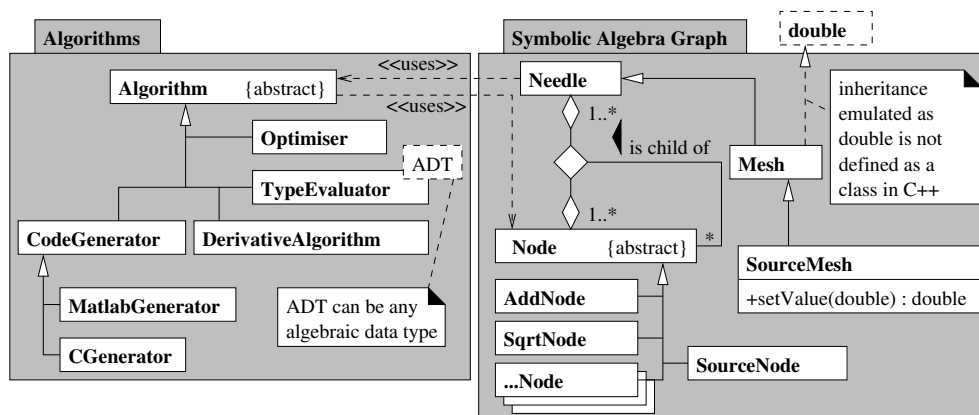 Algorithms
Algorithm {abstract}
Optimiser
ADT
TypeEvaluator
CodeGenerator
DerivativeAlgorithm
MatlabGenerator
CGenerator
ADT can be any
algebraic data type
<<uses>>
<<uses>>
Symbolic Algebra Graph
double
Needle
1..*
is child of
1..*
*
Node {abstract}
AddNode
SqrtNode
...Node
SourceNode
Mesh
inheritance
emulated as
double is not
defined as a
class in C++
SourceMesh
+setValue(double) : double